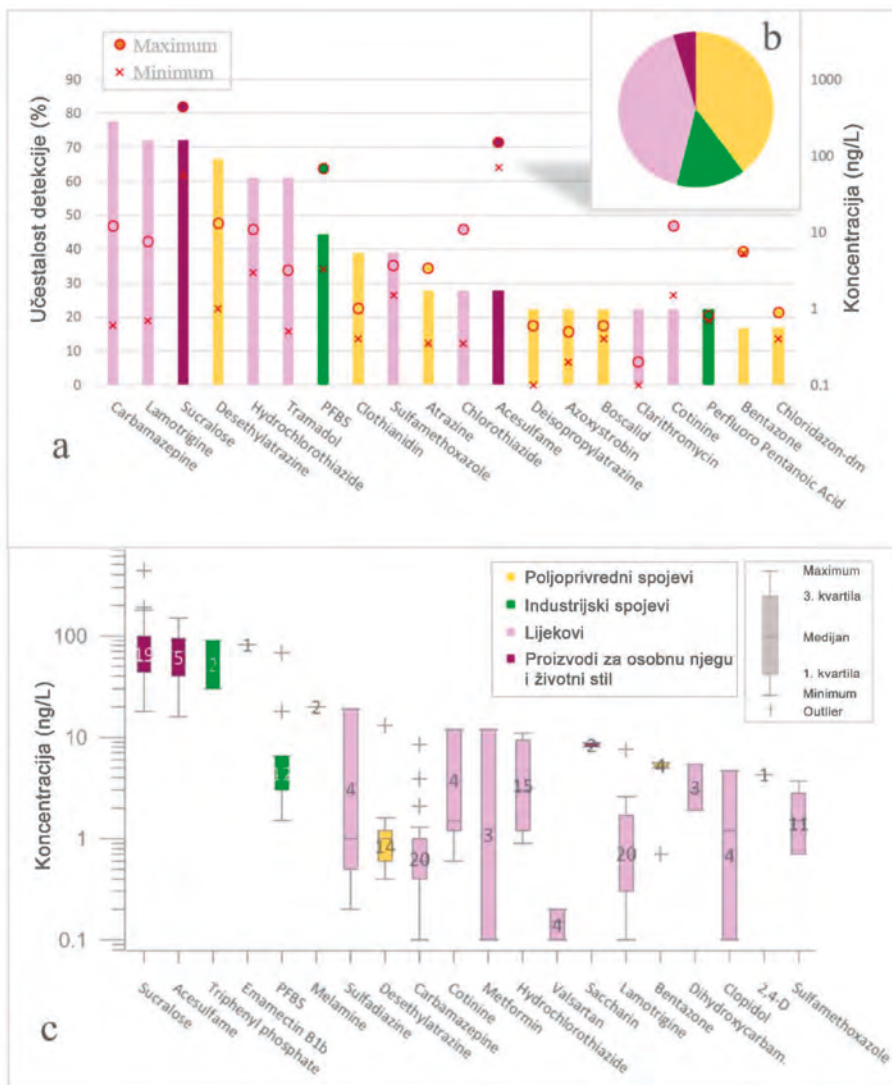 a
Maximum
Minimum
b
Učestalost detekcije (%)
90
80
70
60
50
40
30
20
10
0
1000
100
10
1
0.1
Koncentracija (ng/L)
Carbamazepine
Lamotrigine
Sucralose
Desethylatrazine
Hydrochlorothiazide
Tramadol
PFBS
Clothianidin
Sulfamethoxazole
Atrazine
Chlorothiazide
Acesulfame
Deisopropylatrazine
Azoxystrobin
Boscalid
Clarithromycin
Cotinine
Perfluoro Pentanoic Acid
Bentazone
Chloridazon-dm
Poljoprivredni spojevi
Industrijski spojevi
Lijekovi
Proizvodi za osobnu njegu
i životni stil
Maximum
3. kvartila
Medijan
1. kvartila
Minimum
Outlier
Koncentracija (ng/L)
100
10
1
0.1
19
5
2
1
12
2
4
14
20
4
3
15
4
2
20
4
3
4
1
11
c
Sucralose
Acesulfame
Triphenyl phosphate
Emamectin B1b
PFBS
Melamine
Sulfadiazine
Desethylatrazine
Carbamazepine
Cotinine
Metformin
Hydrochlorothiazide
Valsartan
Saccharin
Lamotrigine
Bentazone
Dihydroxycarbam.
Clopidol
2,4-D
Sulfamethoxazole